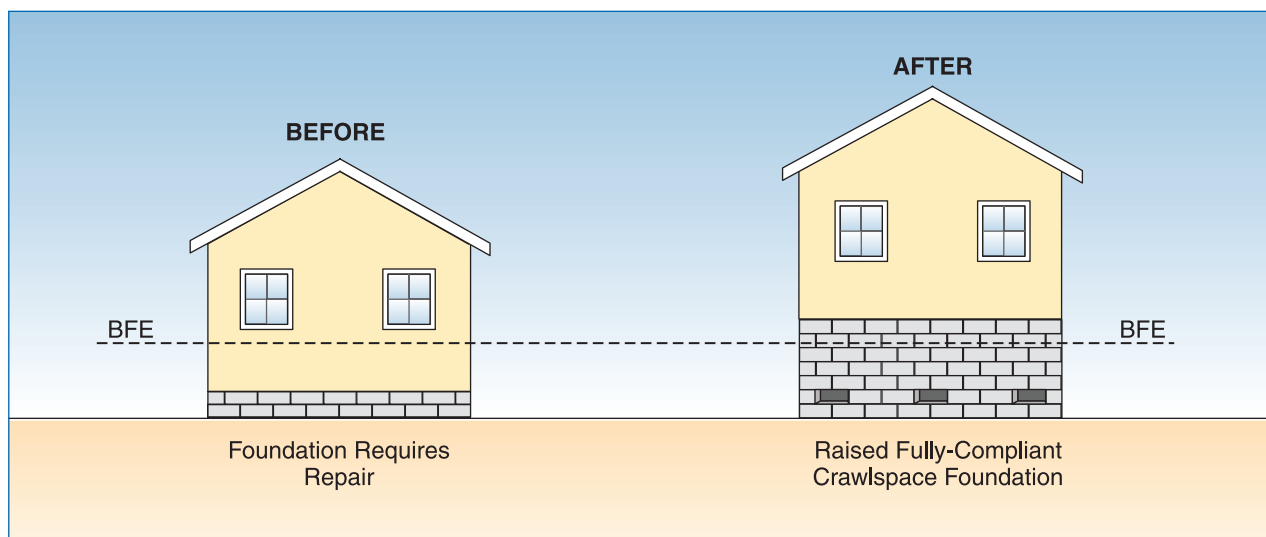 BEFORE
AFTER
BFE
BFE
Foundation Requires
Repair
Raised Fully-Compliant
Crawlspace Foundation